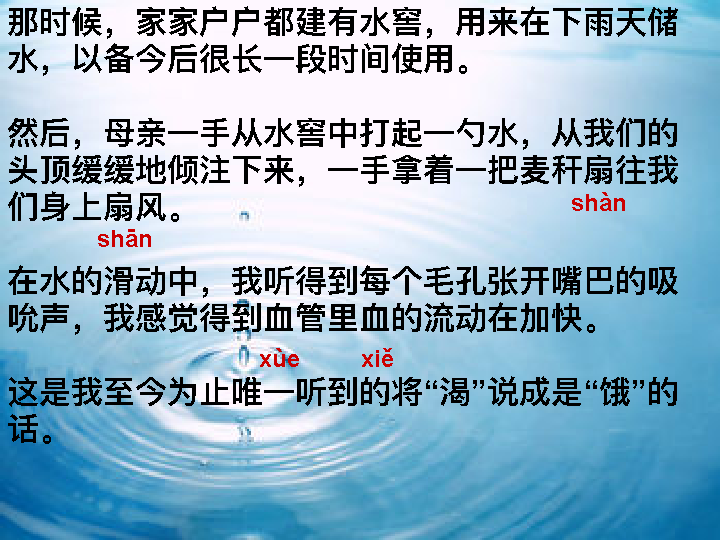 那时候，家家户户都建有水窖，用来在下雨天储
水，以备今后很长一段时间使用。
然后，母亲一手从水窖中打起一勺水，从我们的
头顶缓缓地倾注下来，一手拿着一把麦秆扇往我
们身上扇风。
shàn
shān
在水的滑动中，我听得到每个毛孔张开嘴巴的吸
吮声，我感觉得到血管里血的流动在加快。
xùe xiě
这是我至今为止唯一听到的将“渴”说成是“饿”的
话。